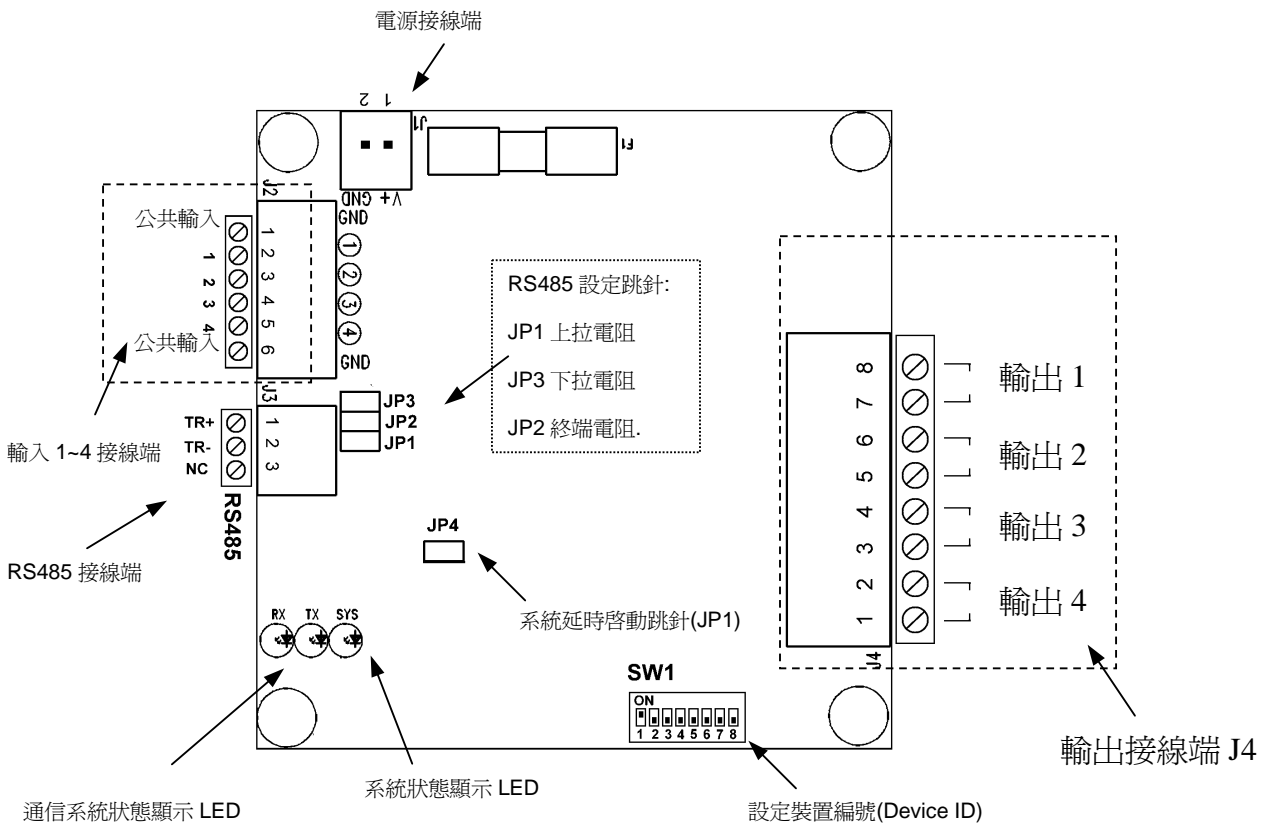 電源接線端
2 1
J1
F1
GND V+
J2
公共輸入
1
2
3
4
公共輸入
1
2
3
4
5
6
GND
1
2
3
4
GND
RS485 設定跳針:
JP1 上拉電阻
JP3 下拉電阻
JP2 終端電阻.
J3
JP3
JP2
JP1
TR+
TR-
NC
1
2
3
RS485
輸入 1~4 接線端
RS485 接線端
JP4
系統延時啓動跳針(JP1)
8
7
6
5
4
3
2
1
輸出 1
輸出 2
輸出 3
輸出 4
J4
RX TX SYS
SW1
ON
1 2 3 4 5 6 7 8
輸出接線端 J4
系統狀態顯示 LED
通信系統狀態顯示 LED
設定裝置編號(Device ID)